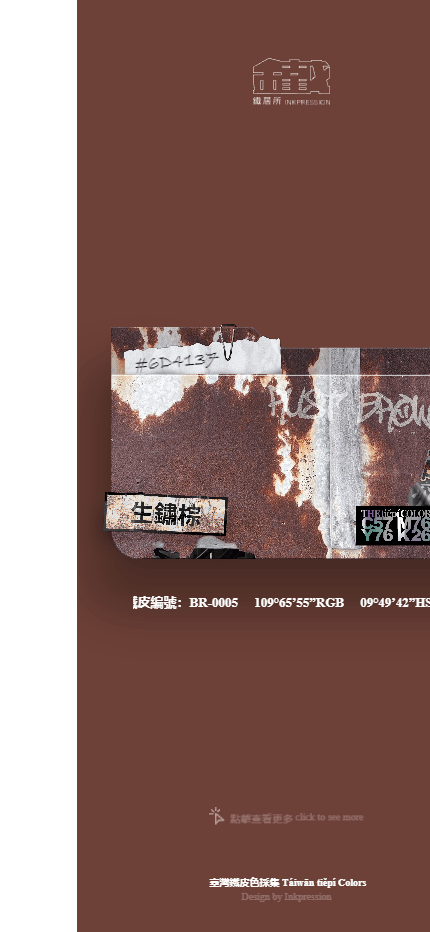 鐵居所 INKPRESSION
#6D4137
RUST BROW
生鏽棕
THE tiěpí COLOR
C57 M76
Y76 K26
皮編號：BR-0005 109°65’55”RGB 09°49’42”HS
點擊查看更多 click to see more
臺灣鐵皮色採集 Táiwān tiěpí Colors
Design by Inkpression